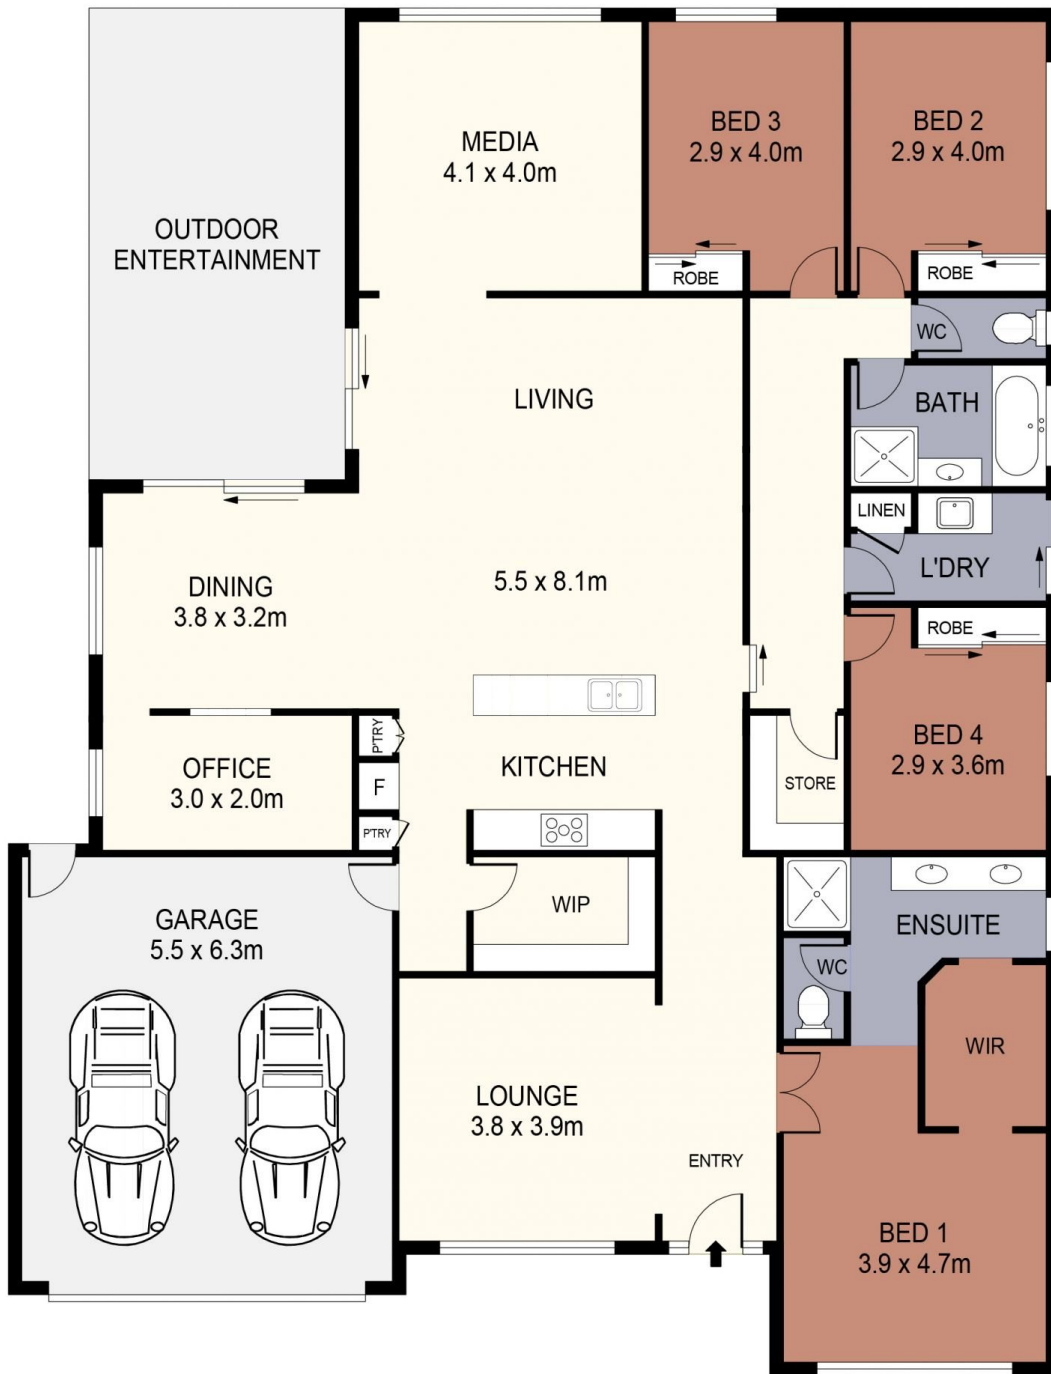 MEDIA
4.1 x 4.0m
BED 3
2.9 x 4.0m
BED 2
2.9 x 4.0m
OUTDOOR
ENTERTAINMENT
ROBE
ROBE
WC
LIVING
BATH
LINEN
L'DRY
DINING
3.8 x 3.2m
5.5 x 8.1m
ROBE
P'TRY
OFFICE
3.0 x 2.0m
F
KITCHEN
BED 4
2.9 x 3.6m
STORE
P'TRY
GARAGE
5.5 x 6.3m
WIP
ENSUITE
WC
WIR
LOUNGE
3.8 x 3.9m
ENTRY
BED 1
3.9 x 4.7m